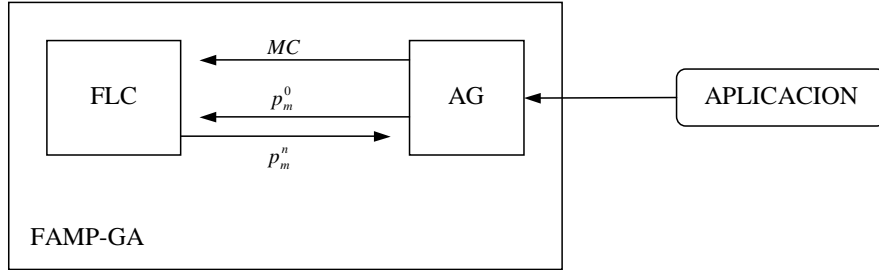 MC
FLC
AG
APLICACION
p_m^0
p_m^n
FAMP-GA